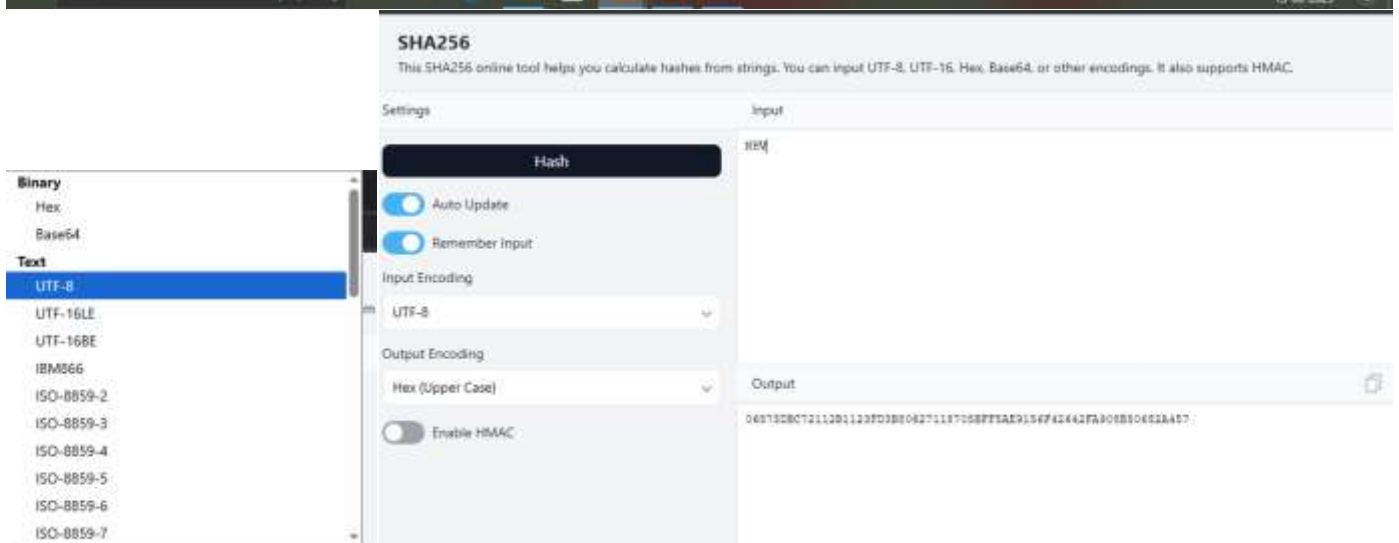 SHA256
This SHA256 online tool helps you calculate hashes from strings. You can input UTF-8, UTF-16, Hex, Base64, or other encodings. It also supports HMAC.
Settings
Input
Hash
Auto Update
Remember Input
Input Encoding
UTF-8
Output Encoding
Hex (Upper Case)
Enable HMAC
Output
Binary
Hex
Base64
Text
UTF-8
UTF-16LE
UTF-16BE
IBM866
ISO-8859-2
ISO-8859-3
ISO-8859-4
ISO-8859-5
ISO-8859-6
ISO-8859-7